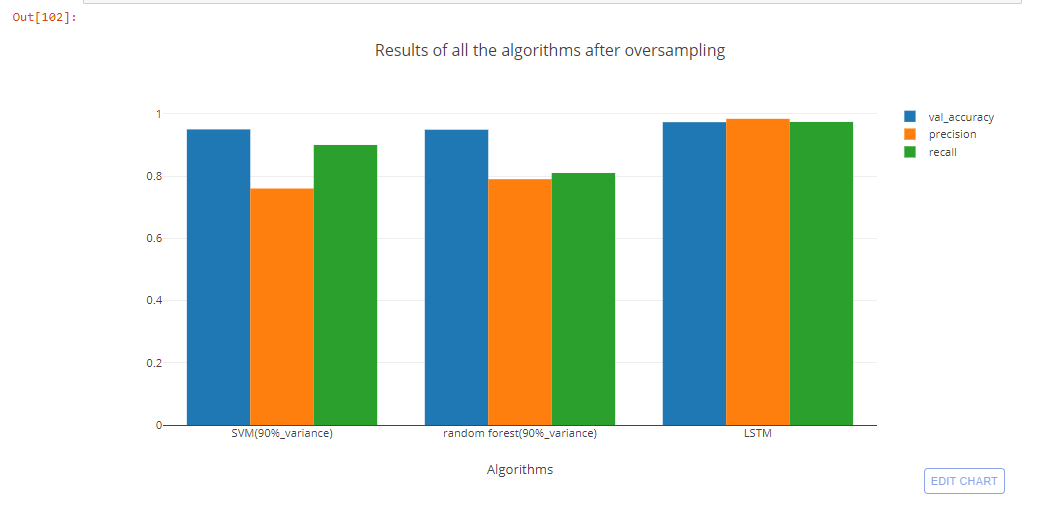 Out[102]:
Results of all the algorithms after oversampling
1
0.8
0.6
0.4
0.2
0
val_accuracy
precision
recall
SVM(90%_variance)
random forest(90%_variance)
LSTM
Algorithms
EDIT CHART